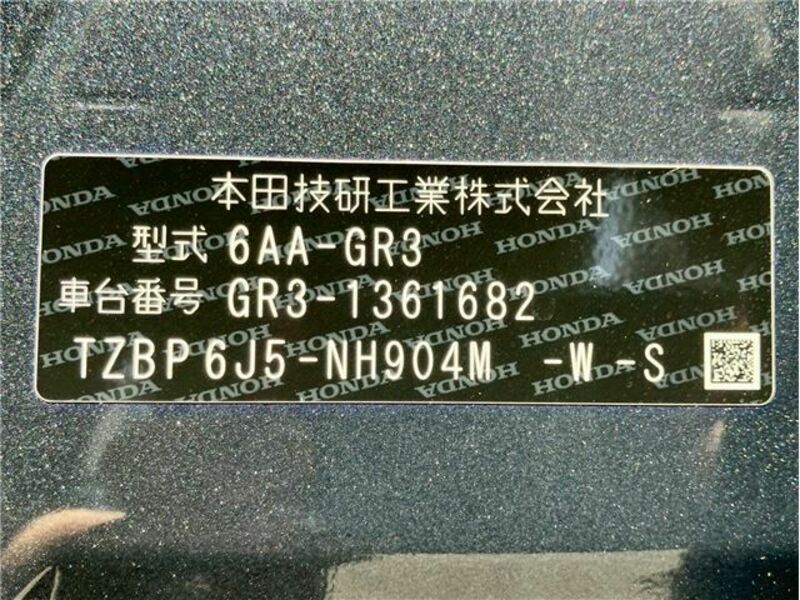 本田技研工業株式会社
型式 6AA-GR3
車台番号 GR3-1361682
TZBP6J5-NH904M -W-S